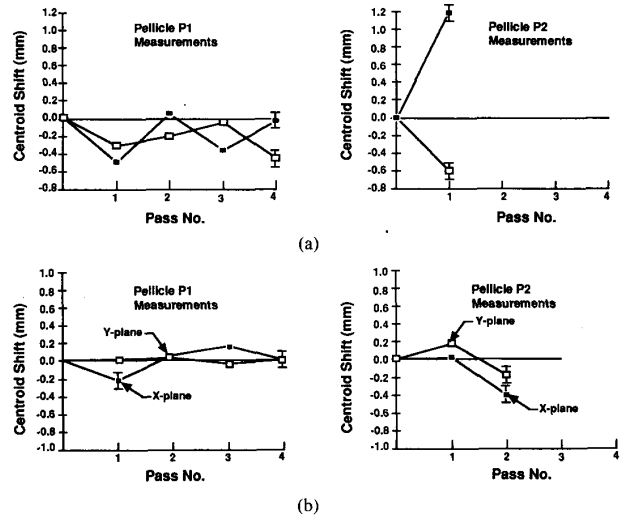 1.2
1.0
0.8
0.6
0.4
0.2
0.0
-0.2
-0.4
-0.6
-0.8
Centroid Shift (mm)
Pellicle P1
Measurements
1 2 3 4
Pass No.
1.2
1.0
0.8
0.6
0.4
0.2
0.0
-0.2
-0.4
-0.6
0.8
Centroid Shift (mm)
Pellicle P2
Measurements
1 2 3 4
Pass No.
(a)
1.0
0.8
0.6
0.4
0.2
0.0
-0.2
-0.4
-0.6
-0.8
-1.0
Centroid Shift (mm)
Pellicle P1
Measurements
Y-plane
X-plane
1 2 3 4
Pass No.
1.0
0.8
0.6
0.4
0.2
0.0
-0.2
-0.4
-0.6
-0.8
-1.0
Centroid Shift (mm)
Pellicle P2
Measurements
Y-plane
X-plane
1 2 3 4
Pass No.
(b)